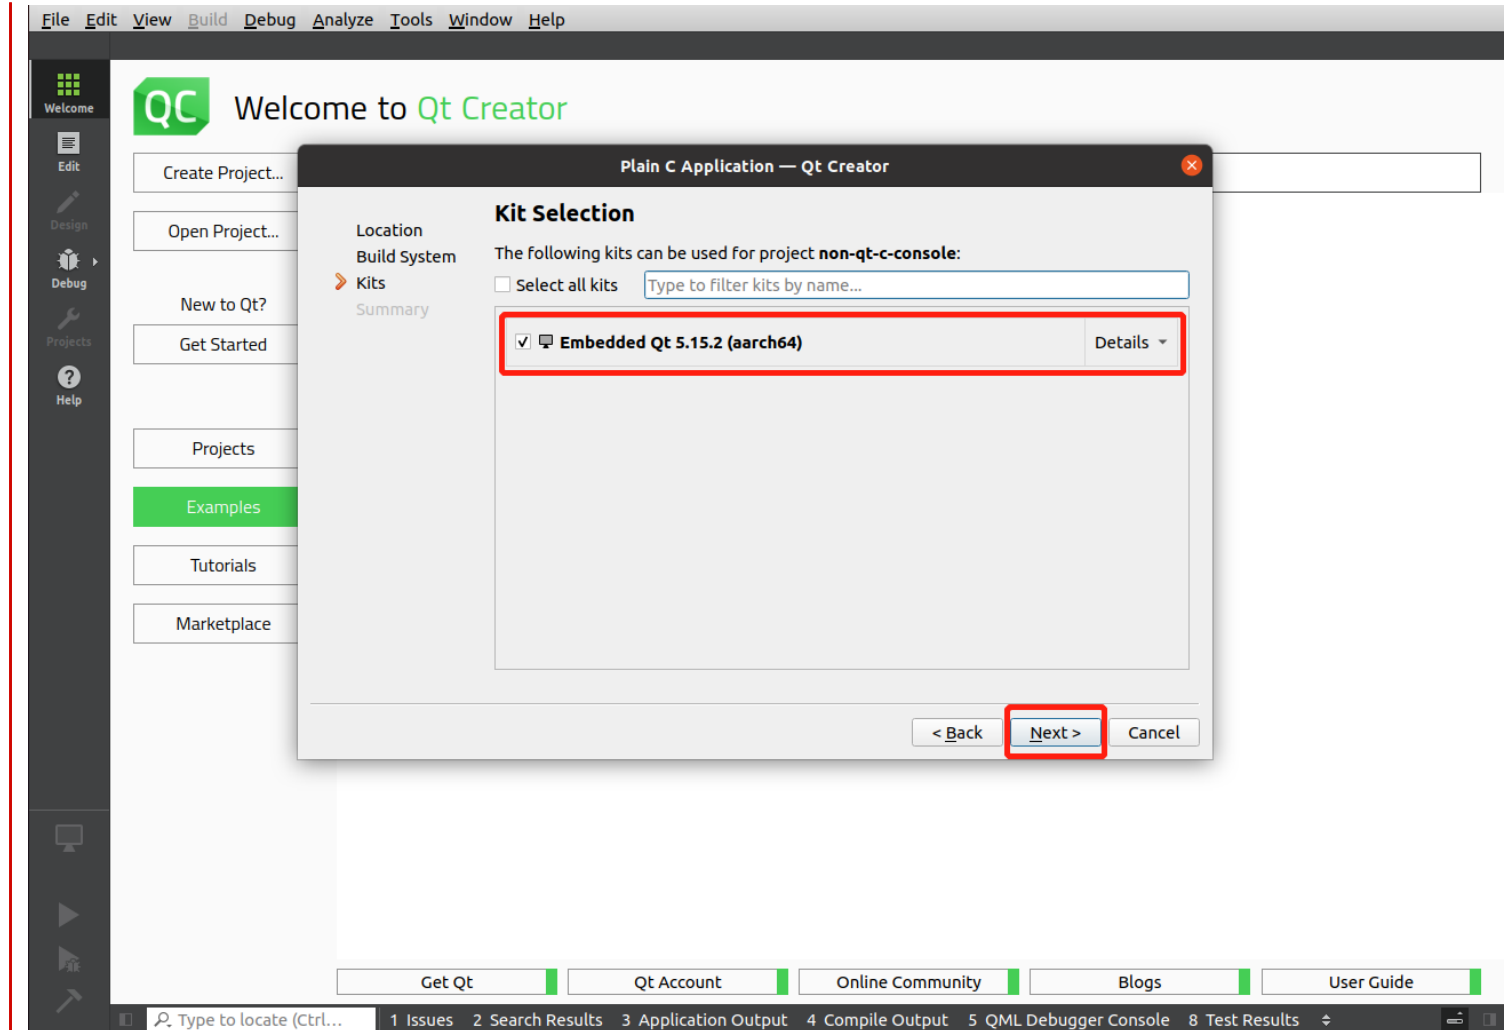 File Edit View Build Debug Analyze Tools Window Help
Welcome
Edit
Design
Debug
Projects
Help
QC
Welcome to Qt Creator
Create Project...
Open Project...
New to Qt?
Get Started
Projects
Examples
Tutorials
Marketplace
Plain C Application — Qt Creator
Location
Build System
Kits
Summary
Kit Selection
The following kits can be used for project non-qt-c-console:
Select all kits
Type to filter kits by name...
Embedded Qt 5.15.2 (aarch64)
Details
< Back
Next >
Cancel
Get Qt
Qt Account
Online Community
Blogs
User Guide
Type to locate (Ctrl...
1 Issues 2 Search Results 3 Application Output 4 Compile Output 5 QML Debugger Console 8 Test Results